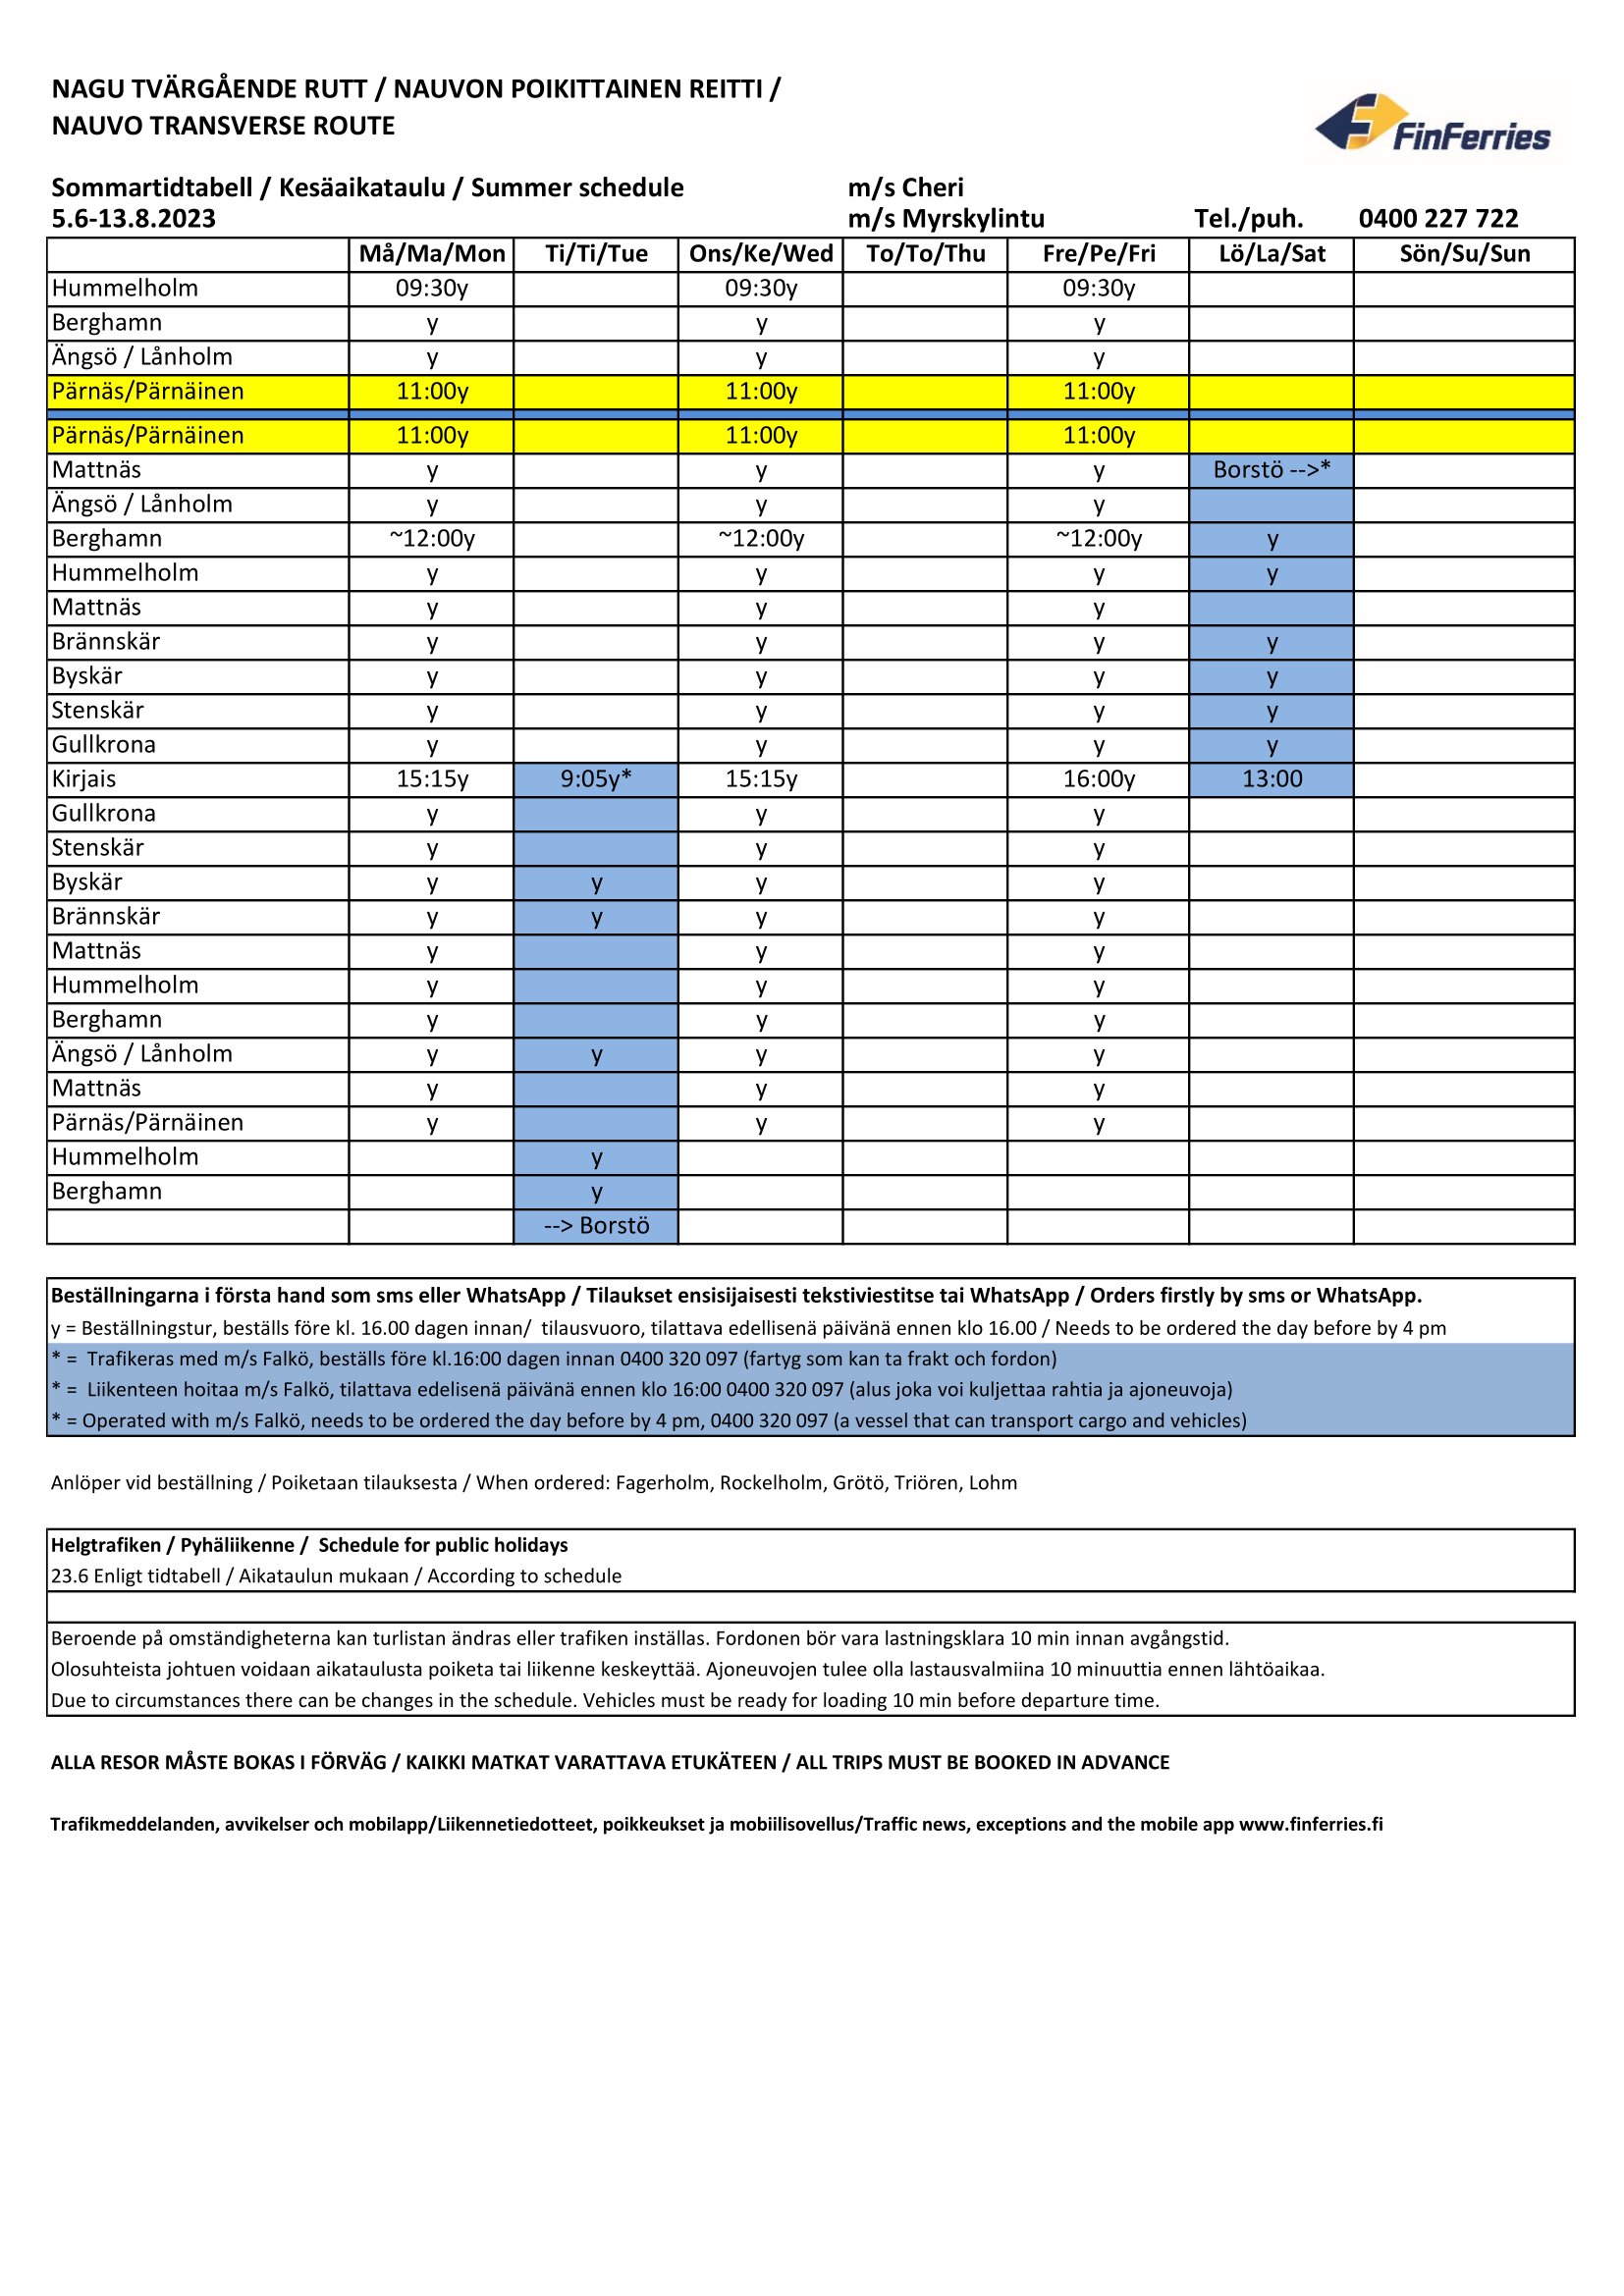 NAGU TVÄRGÅENDE RUTT / NAUVON POIKITTAINEN REITTI /
NAUVO TRANSVERSE ROUTE
FinFerries
Sommartidtabell / Kesäaikataulu / Summer schedule m/s Cheri
5.6-13.8.2023 m/s Myrskylintu Tel./puh. 0400 227 722
Må/Ma/Mon Ti/Ti/Tue Ons/Ke/Wed To/To/Thu Fre/Pe/Fri Lö/La/Sat Sön/Su/Sun
Hummelholm 09:30y 09:30y 09:30y
Berghamn y y y
Ängsö / Lånholm y y y
Pärnäs/Pärnäinen 11:00y 11:00y 11:00y
Pärnäs/Pärnäinen 11:00y 11:00y 11:00y
Mattnäs y y y Borstö -->*
Ängsö / Lånholm y y y
Berghamn ~12:00y ~12:00y ~12:00y y
Hummelholm y y y y
Mattnäs y y y
Brännskär y y y y
Byskär y y y y
Stenskär y y y y
Gullkrona y y y y
Kirjais 15:15y 9:05y* 15:15y 16:00y 13:00
Gullkrona y y y
Stenskär y y y
Byskär y y y y
Brännskär y y y y
Mattnäs y y y
Hummelholm y y y
Berghamn y y y
Ängsö / Lånholm y y y y
Mattnäs y y y
Pärnäs/Pärnäinen y y y
Hummelholm y
Berghamn y
--> Borstö
Beställningarna i första hand som sms eller WhatsApp / Tilaukset ensisijaisesti tekstiviestitse tai WhatsApp / Orders firstly by sms or WhatsApp.
y = Beställningstur, beställs före kl. 16.00 dagen innan/ tilausvuoro, tilattava edellisenä päivänä ennen klo 16.00 / Needs to be ordered the day before by 4 pm
* = Trafikeras med m/s Falkö, beställs före kl.16:00 dagen innan 0400 320 097 (fartyg som kan ta frakt och fordon)
* = Liikenteen hoitaa m/s Falkö, tilattava edelisenä päivänä ennen klo 16:00 0400 320 097 (alus joka voi kuljettaa rahtia ja ajoneuvoja)
* = Operated with m/s Falkö, needs to be ordered the day before by 4 pm, 0400 320 097 (a vessel that can transport cargo and vehicles)
Anlöper vid beställning / Poiketaan tilauksesta / When ordered: Fagerholm, Rockelholm, Grötö, Triören, Lohm
Helgtrafiken / Pyhäliikenne / Schedule for public holidays
23.6 Enligt tidtabell / Aikataulun mukaan / According to schedule
Beroende på omständigheterna kan turlistan ändras eller trafiken inställas. Fordonen bör vara lastningsklara 10 min innan avgångstid.
Olosuhteista johtuen voidaan aikataulusta poiketa tai liikenne keskeyttää. Ajoneuvojen tulee olla lastausvalmiina 10 minuuttia ennen lähtöaikaa.
Due to circumstances there can be changes in the schedule. Vehicles must be ready for loading 10 min before departure time.
ALLA RESOR MÅSTE BOKAS I FÖRVÄG / KAIKKI MATKAT VARATTAVA ETUKÄTEEN / ALL TRIPS MUST BE BOOKED IN ADVANCE
Trafikmeddelanden, avvikelser och mobilapp/Liikennetiedotteet, poikkeukset ja mobiilisovellus/Traffic news, exceptions and the mobile app www.finferries.fi